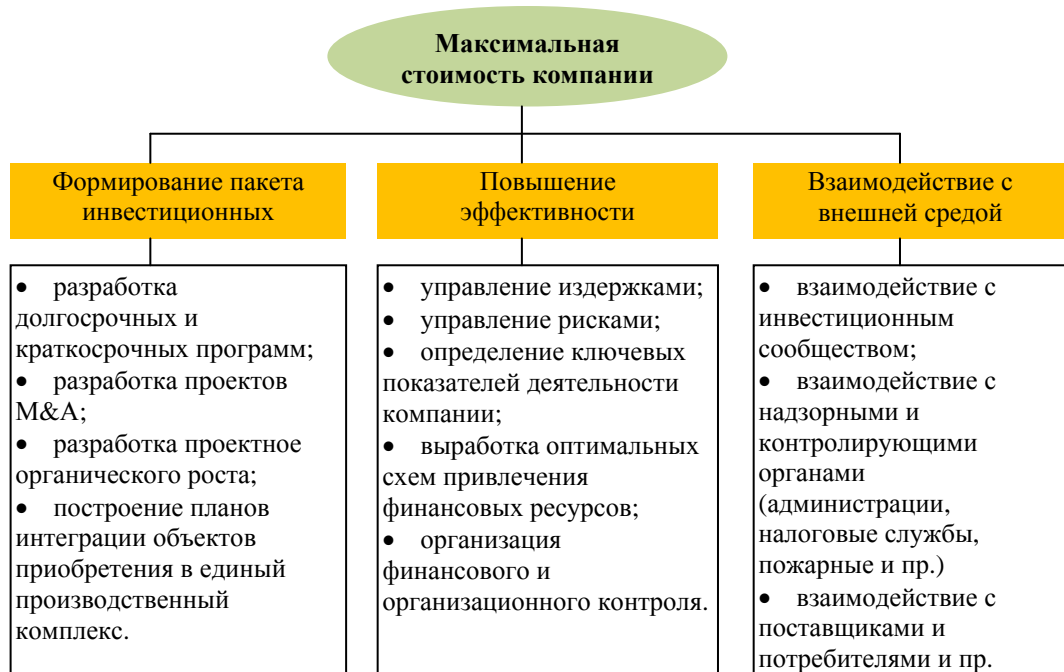 Максимальная
стоимость компании
Формирование пакета
инвестиционных
Повышение
эффективности
Взаимодействие с
внешней средой
• разработка
долгосрочных и
краткосрочных программ;
• разработка проектов
M&A;
• разработка проектное
органического роста;
• построение планов
интеграции объектов
приобретения в единый
производственный
комплекс.
• управление издержками;
• управление рисками;
• определение ключевых
показателей деятельности
компании;
• выработка оптимальных
схем привлечения
финансовых ресурсов;
• организация
финансового и
организационного контроля.
• взаимодействие с
инвестиционным
сообществом;
• взаимодействие с
надзорными и
контролирующими
органами
(администрации,
налоговые службы,
пожарные и пр.)
• взаимодействие с
поставщиками и
потребителями и пр.